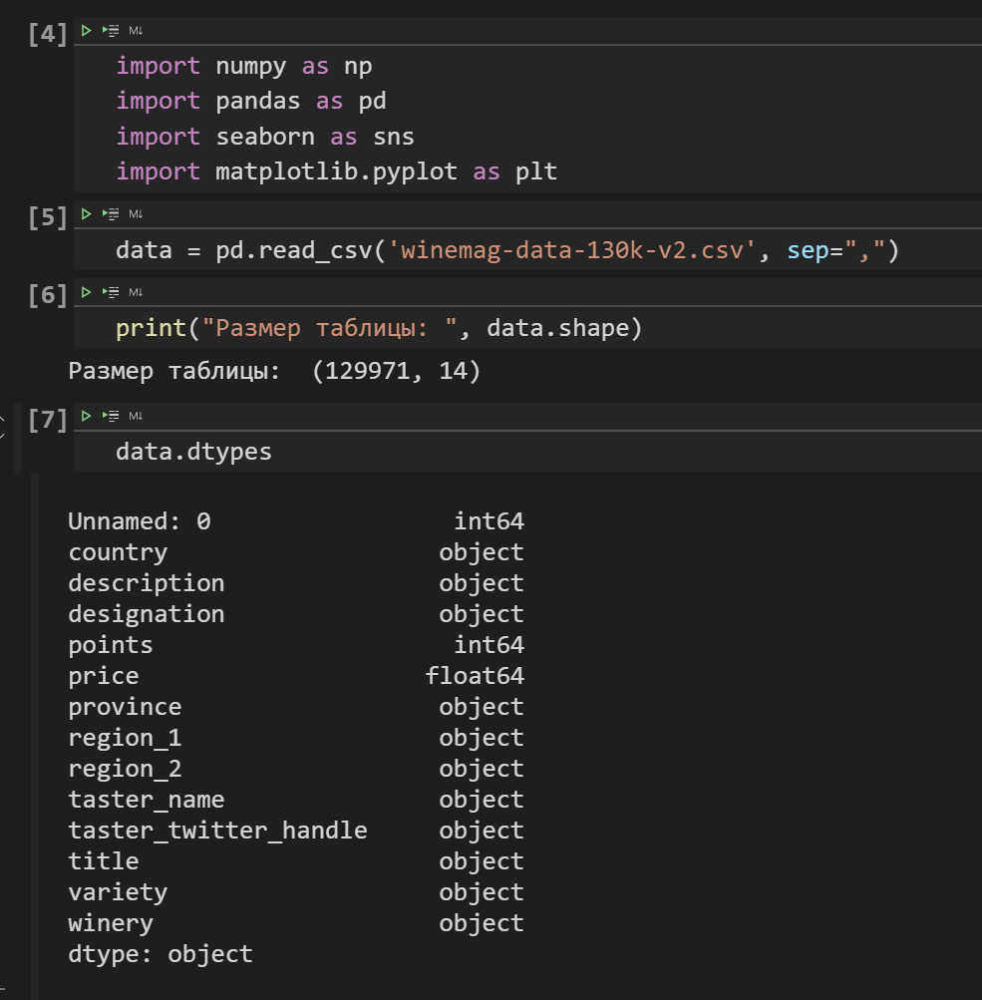 [4]
M↓
import numpy as np
import pandas as pd
import seaborn as sns
import matplotlib.pyplot as plt
[5]
M↓
data = pd.read_csv('winemag-data-130k-v2.csv', sep=",")
[6]
M↓
print("Размер таблицы: ", data.shape)
Размер таблицы:  (129971, 14)
[7]
M↓
data.dtypes
Unnamed: 0                 int64
country                   object
description               object
designation               object
points                     int64
price                    float64
province                  object
region_1                  object
region_2                  object
taster_name               object
taster_twitter_handle     object
title                     object
variety                   object
winery                    object
dtype: object